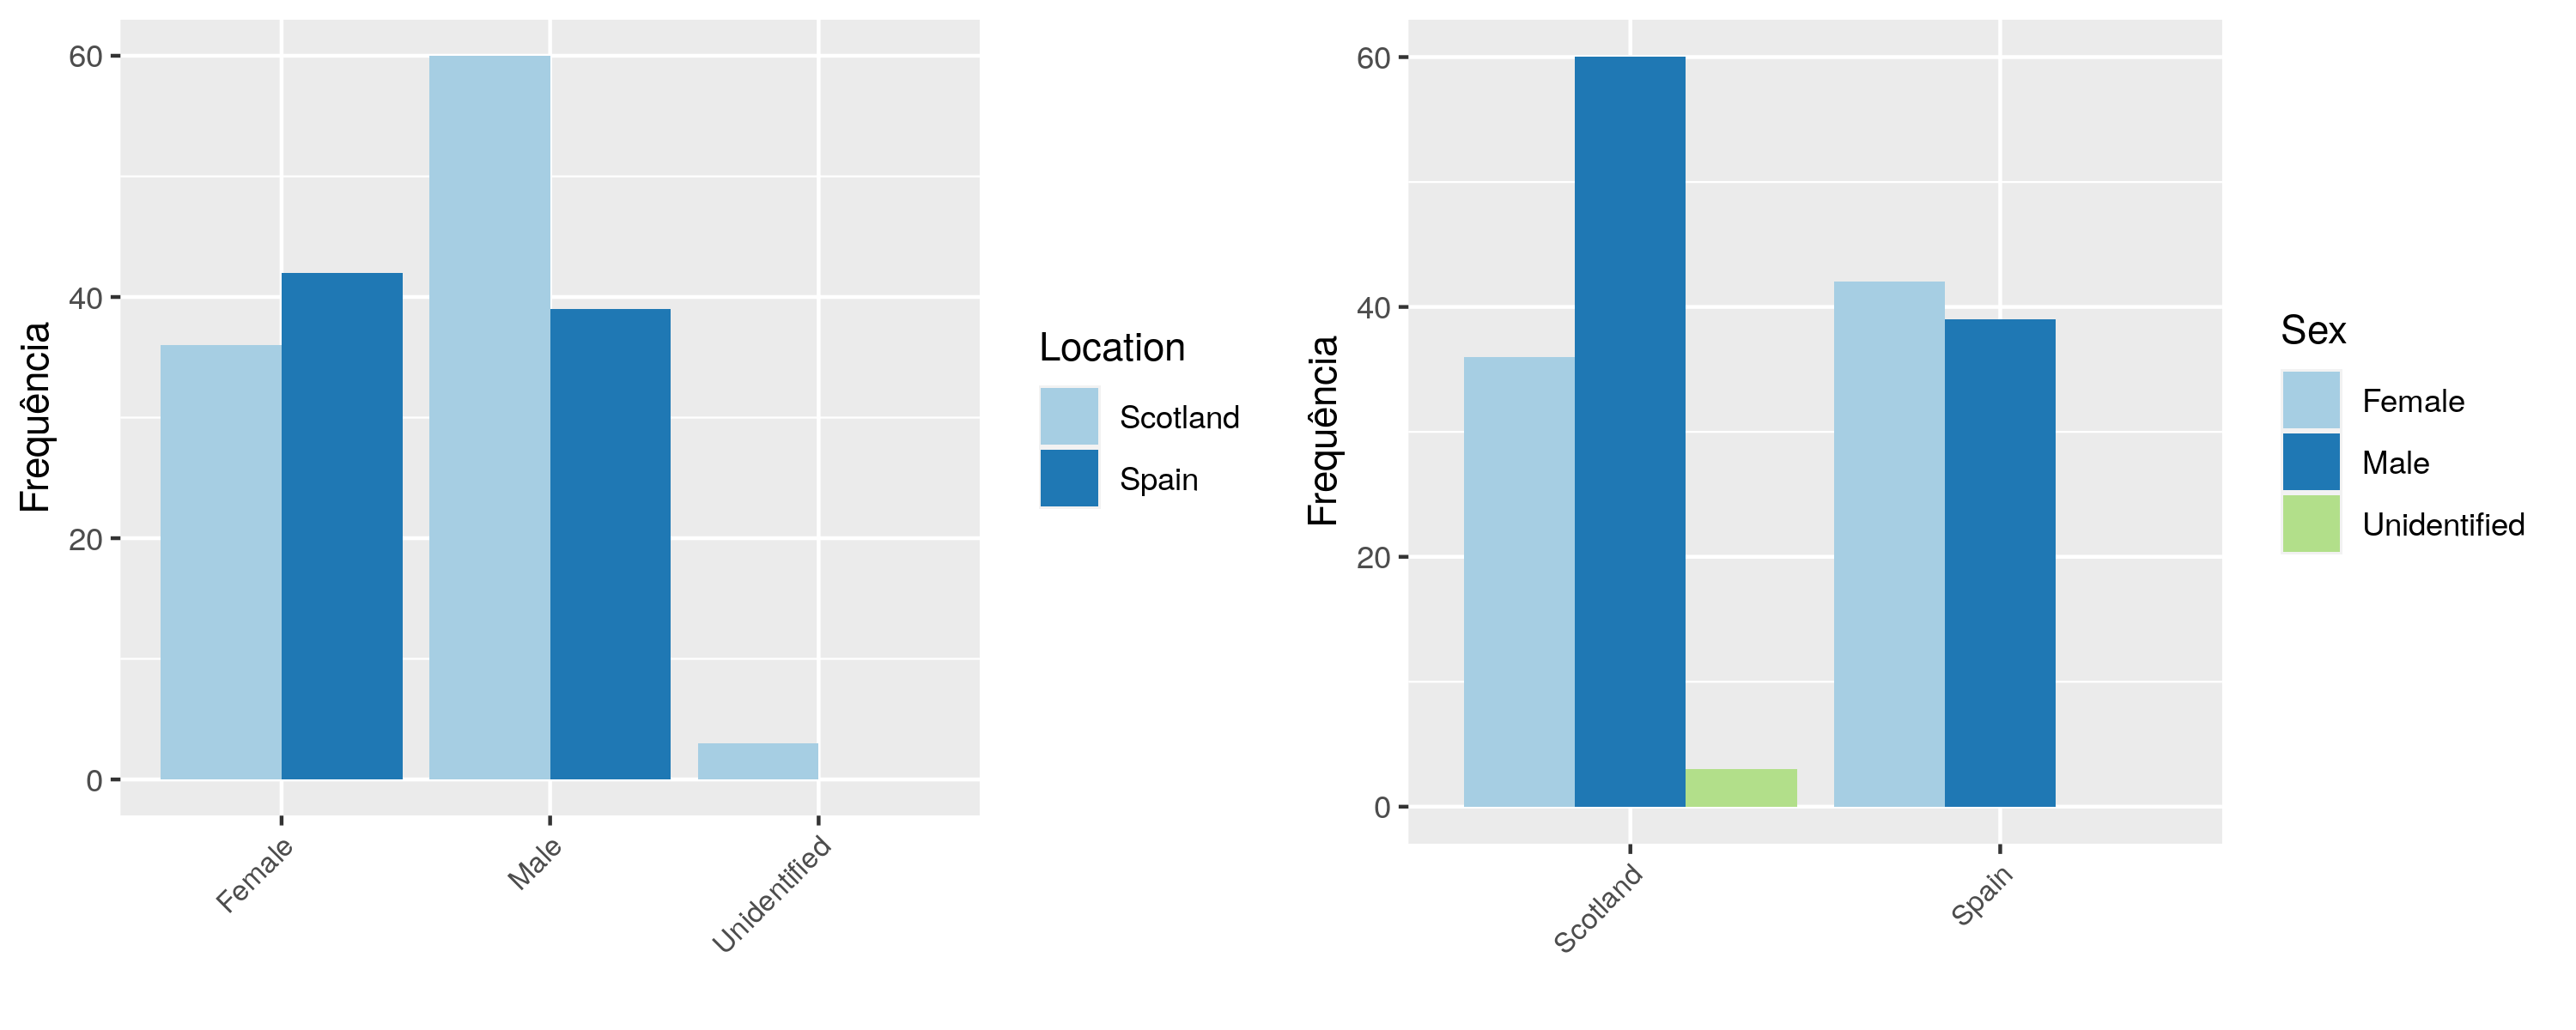 60
40
20
0
Frequência
Female
Male
Unidentified
Location
Scotland
Spain
60
40
20
0
Frequência
Scotland
Spain
Sex
Female
Male
Unidentified